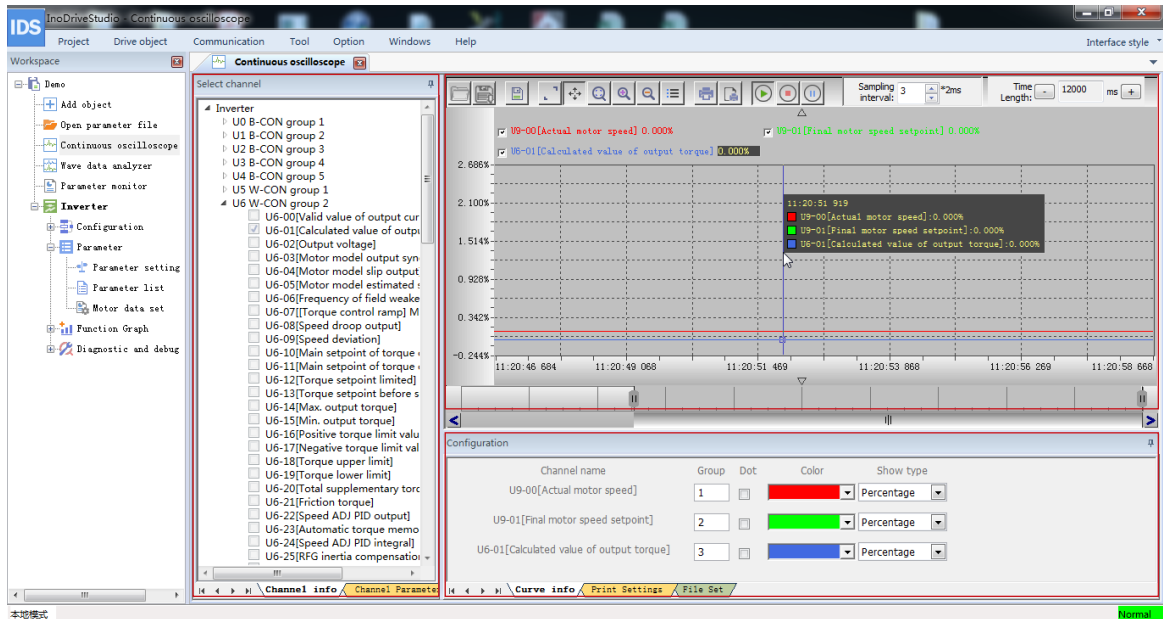 IDS
InoDriveStudio - Continuous oscilloscope
Project Drive object Communication Tool Option Windows Help Interface style
Workspace
Demo
Add object
Open parameter file
Continuous oscilloscope
Wave data analyzer
Parameter monitor
Inverter
Configuration
Parameter
Parameter setting
Parameter list
Motor data set
Function Graph
Diagnostic and debug
Continuous oscilloscope
Select channel
Inverter
U0 B-CON group 1
U1 B-CON group 2
U2 B-CON group 3
U3 B-CON group 4
U4 B-CON group 5
U5 W-CON group 1
U6 W-CON group 2
U6-00[Valid value of output cur
U6-01[Calculated value of outpu
U6-02[Output voltage]
U6-03[Motor model output syn
U6-04[Motor model slip output
U6-05[Motor model estimated s
U6-06[Frequency of field weake
U6-07[[Torque control ramp] M
U6-08[Speed droop output]
U6-09[Speed deviation]
U6-10[Main setpoint of torque
U6-11[Main setpoint of torque
U6-12[Torque setpoint limited]
U6-13[Torque setpoint before s
U6-14[Max. output torque]
U6-15[Min. output torque]
U6-16[Positive torque limit valu
U6-17[Negative torque limit val
U6-18[Torque upper limit]
U6-19[Torque lower limit]
U6-20[Total supplementary torc
U6-21[Friction torque]
U6-22[Speed ADJ PID output]
U6-23[Automatic torque memo
U6-24[Speed ADJ PID integral]
U6-25[RFG inertia compensation
Channel info Channel Paramete
Sampling interval: 3 *2ms Time Length: - 12000 ms +
U9-00[Actual motor speed] 0.000% U9-01[Final motor speed setpoint] 0.000%
U6-01[Calculated value of output torque] 0.000%
2.686%
2.100%
1.514%
0.928%
0.342%
-0.244%
11:20:51 919
U9-00[Actual motor speed]:0.000%
U9-01[Final motor speed setpoint]:0.000%
U6-01[Calculated value of output torque]:0.000%
11:20:46 684 11:20:49 068 11:20:51 469 11:20:53 868 11:20:56 269 11:20:58 668
Configuration
Channel name Group Dot Color Show type
U9-00[Actual motor speed] 1 Percentage
U9-01[Final motor speed setpoint] 2 Percentage
U6-01[Calculated value of output torque] 3 Percentage
Curve info Print Settings File Set
本地模式 Normal